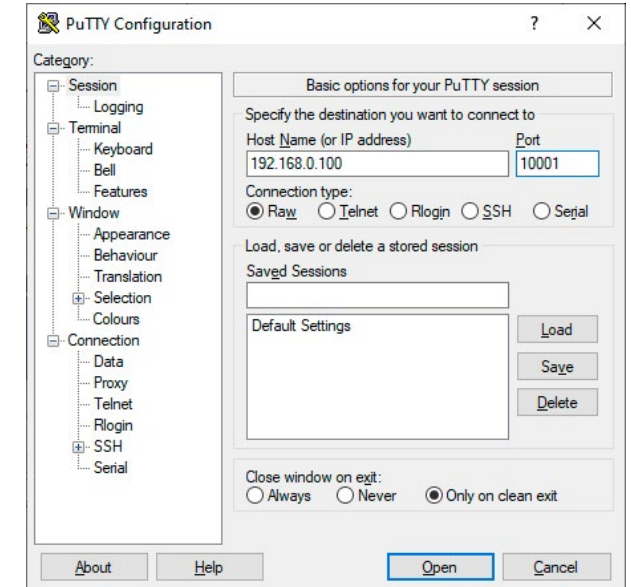 PuTTY Configuration ? ×
Category:
Session
Logging
Terminal
Keyboard
Bell
Features
Window
Appearance
Behaviour
Translation
Selection
Colours
Connection
Data
Proxy
Telnet
Rlogin
SSH
Serial
Basic options for your PuTTY session
Specify the destination you want to connect to
Host Name (or IP address) Port
192.168.0.100 10001
Connection type:
Raw Telnet Rlogin SSH Serial
Load, save or delete a stored session
Saved Sessions
Default Settings
Load
Save
Delete
Close window on exit:
Always Never Only on clean exit
About Help Open Cancel